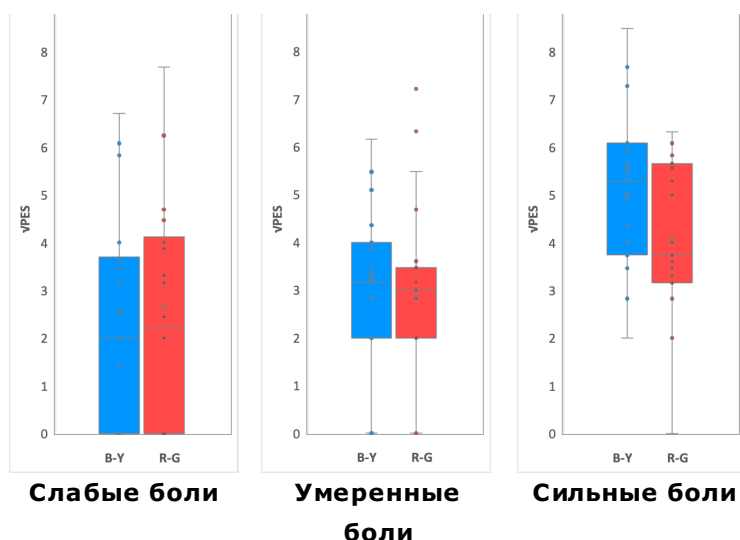 8
7
6
5
4
3
2
1
0
√PES
B-Y R-G
Слабые боли
8
7
6
5
4
3
2
1
0
√PES
B-Y R-G
Умеренные
боли
8
7
6
5
4
3
2
1
0
√PES
B-Y R-G
Сильные боли